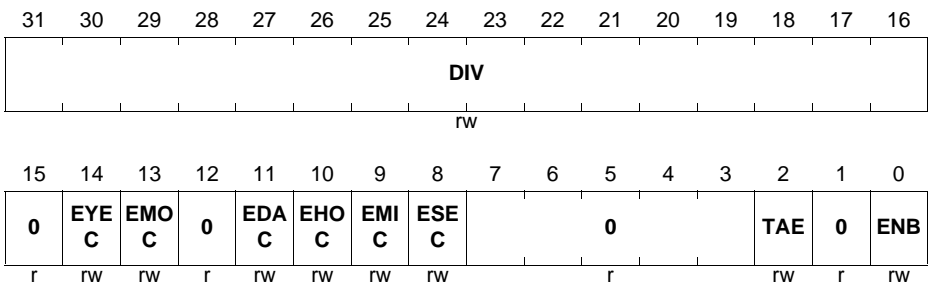 31 30 29 28 27 26 25 24 23 22 21 20 19 18 17 16
DIV
rw
15 14 13 12 11 10 9 8 7 6 5 4 3 2 1 0
0 EYE EMO 0 EDA EHO EMI ESE 0 TAE 0 ENB
C C C C C C
r rw rw r rw rw rw rw r rw r rw